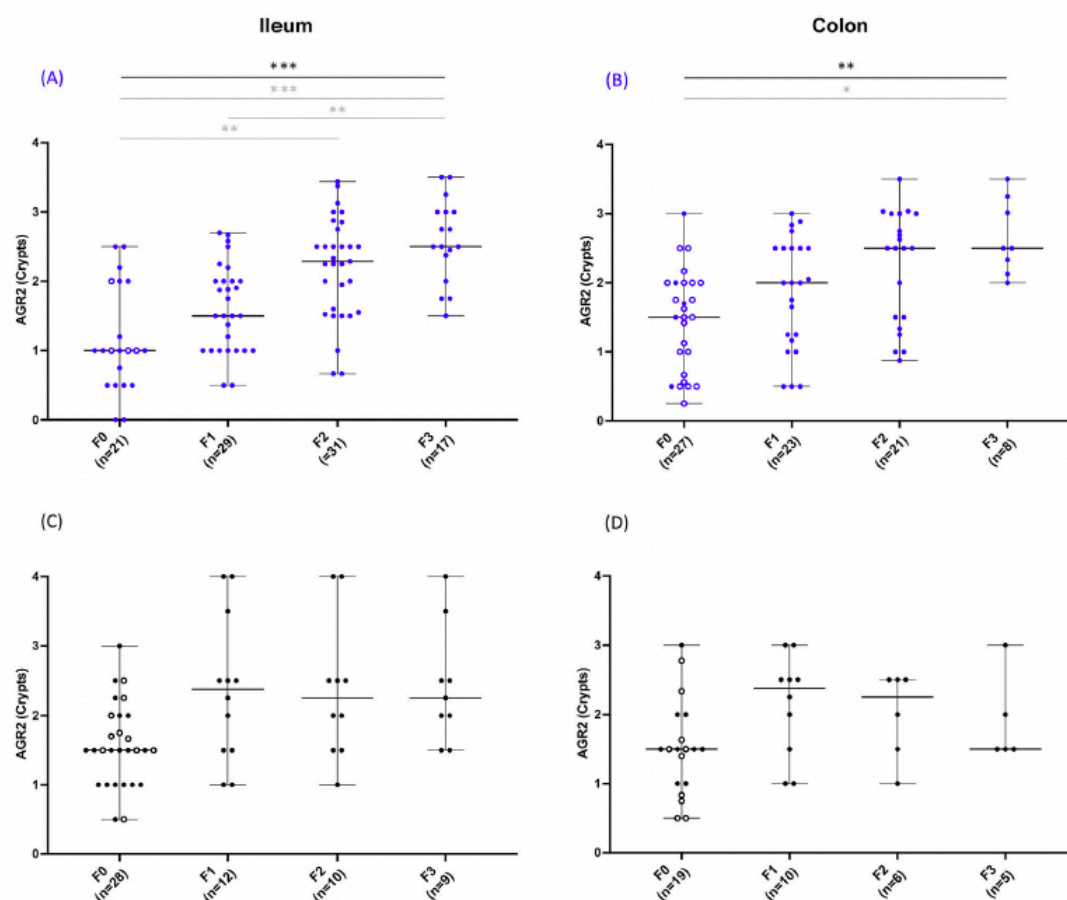 Ileum
Colon
(A)
***
***
**
**
4
3
2
1
0
AGR2 (Crypts)
F0
(n=21)
F1
(n=29)
F2
(=31)
F3
(n=17)
(B)
**
*
4
3
2
1
0
AGR2 (Crypts)
F0
(n=27)
F1
(n=23)
F2
(n=21)
F3
(n=8)
(C)
4
3
2
1
0
AGR2 (Crypts)
F0
(n=28)
F1
(n=12)
F2
(n=10)
F3
(n=9)
(D)
4
3
2
1
0
AGR2 (Crypts)
F0
(n=19)
F1
(n=10)
F2
(n=6)
F3
(n=5)